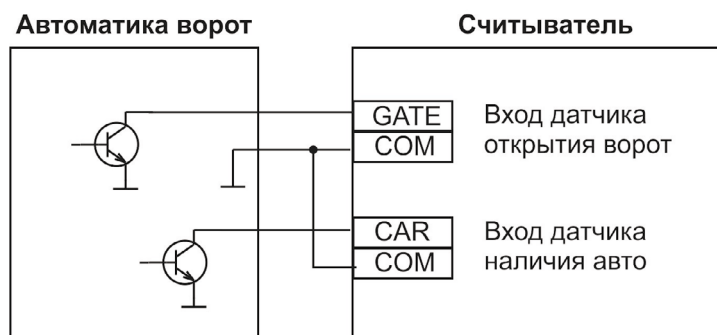 Автоматика ворот
Считыватель
GATE
COM
Вход датчика
открытия ворот
CAR
COM
Вход датчика
наличия авто